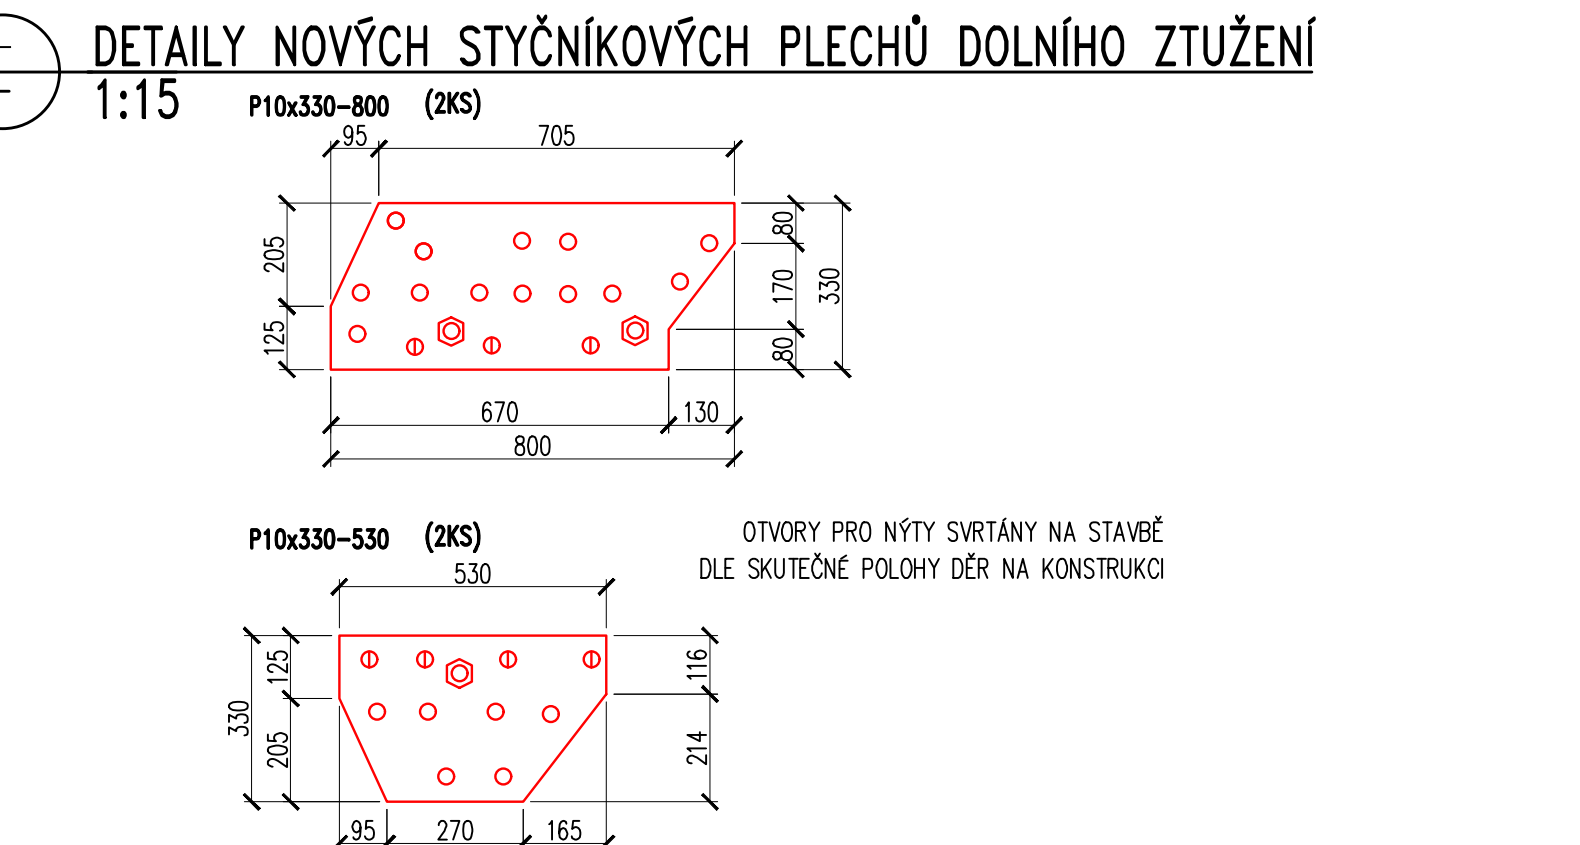 DETAILY NOVÝCH STYČNÍKOVÝCH PLECHŮ DOLNÍHO ZTUŽENÍ
1:15
P10x330-800 (2KS)
95 705
205
125
80
170
80
330
670 130
800
P10x330-530 (2KS)
OTVORY PRO NÝTY SVRTÁNY NA STAVBĚ
DLE SKUTEČNÉ POLOHY DĚR NA KONSTRUKCI
530
330
125
205
116
214
95 270 165